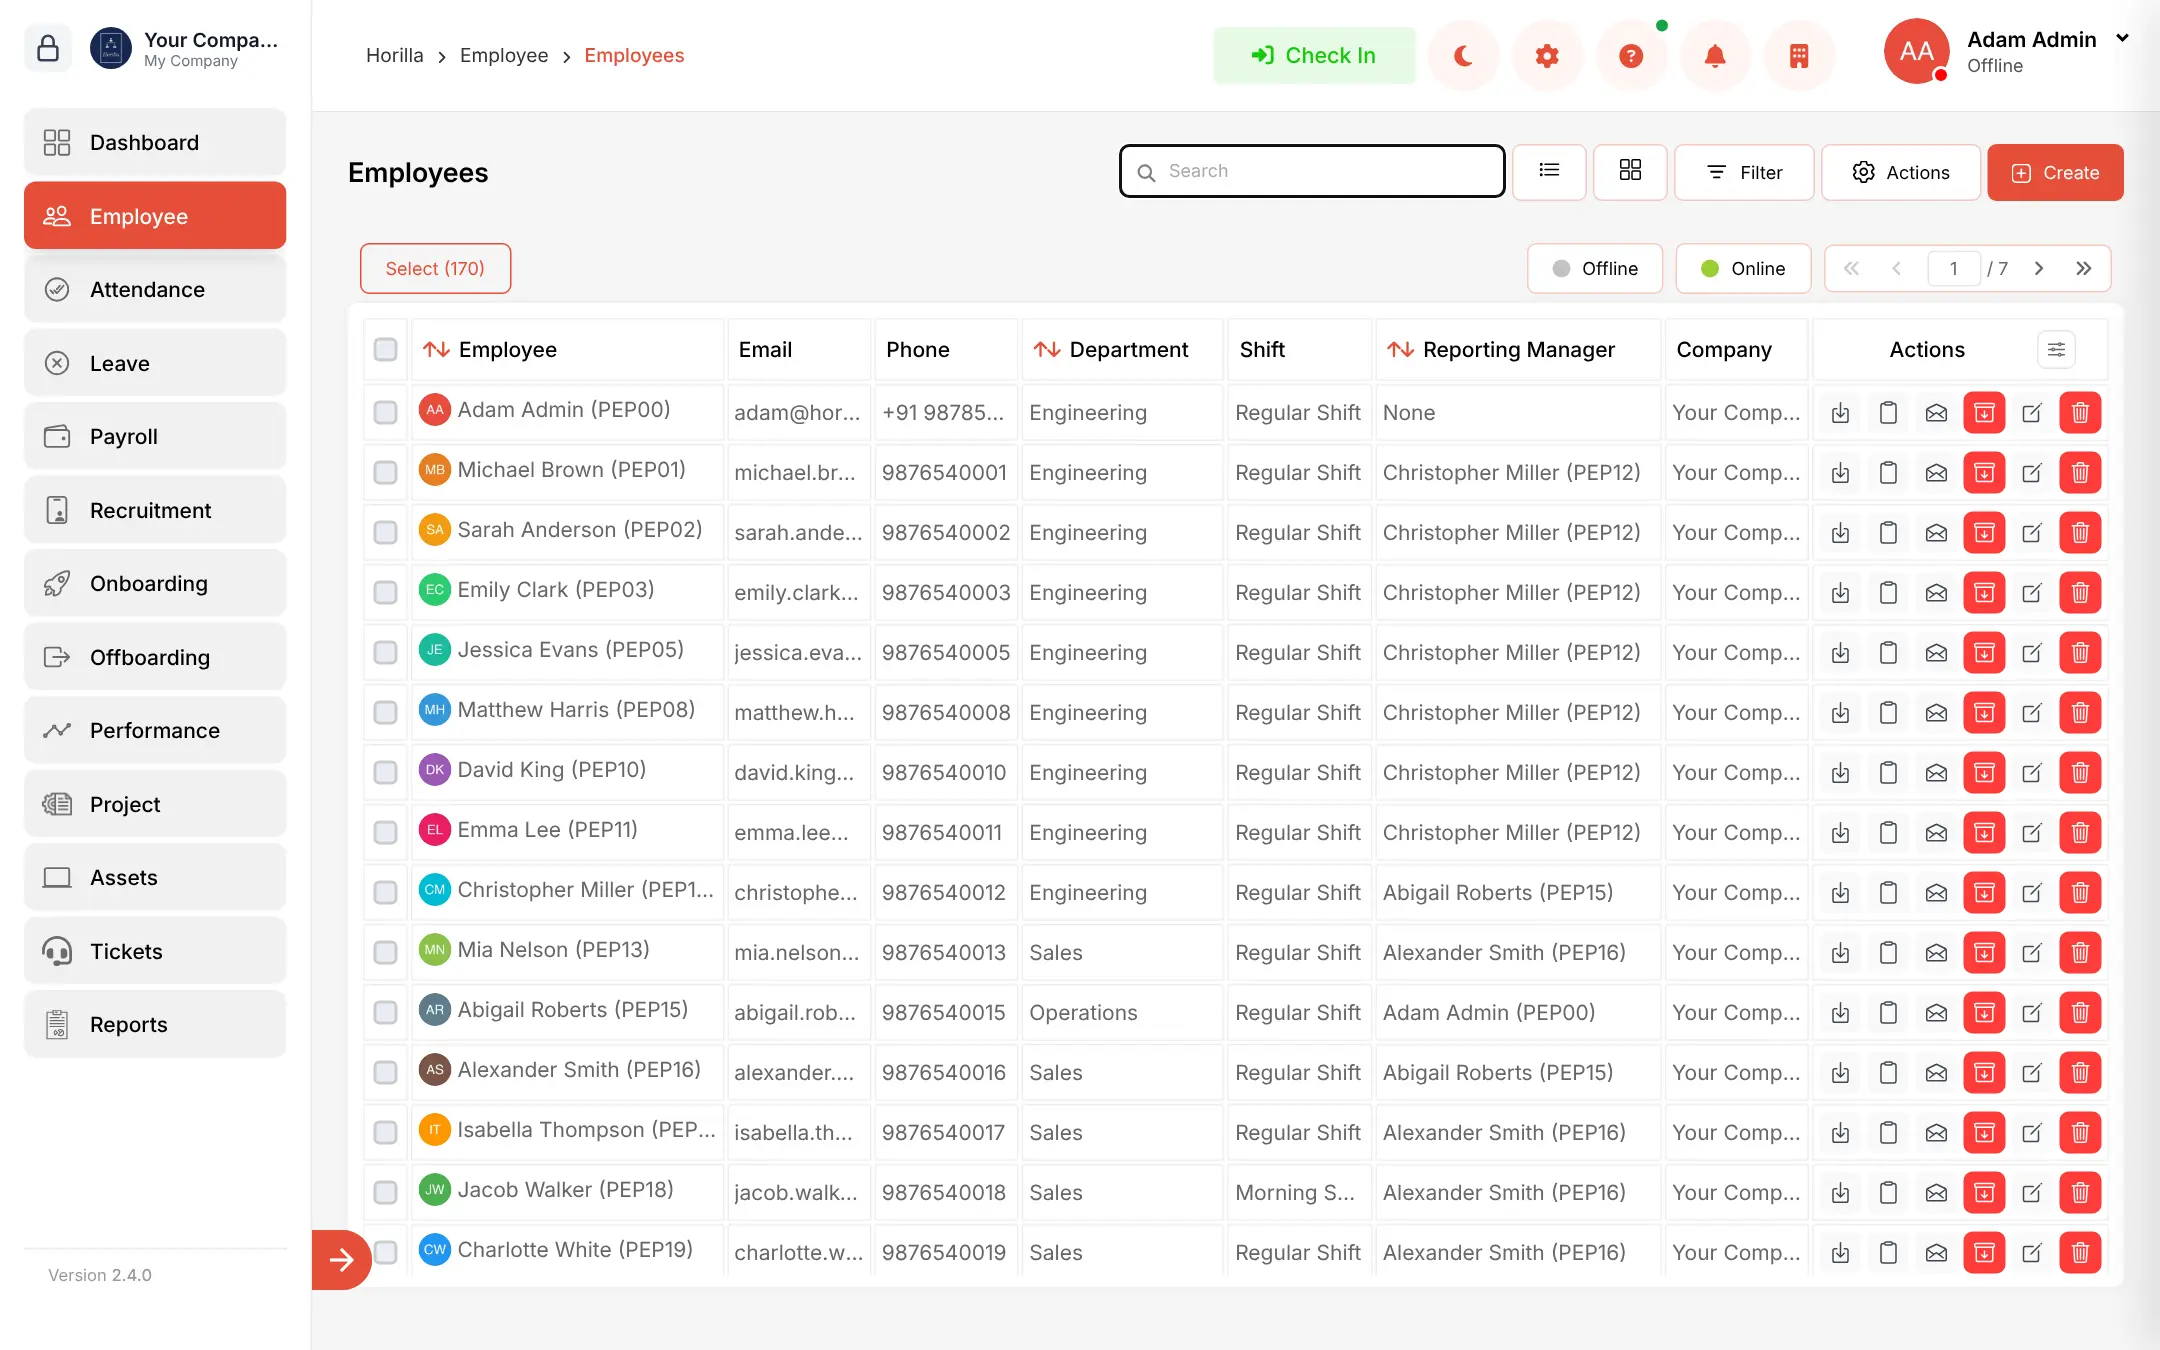 Your Compa...
My Company
Horilla > Employee > Employees
Check In
AA
Adam Admin
Offline
Dashboard
Employee
Attendance
Leave
Payroll
Recruitment
Onboarding
Offboarding
Performance
Project
Assets
Tickets
Reports
Version 2.4.0
Employees
Search
Filter
Actions
Create
Select (170)
Offline
Online
1 / 7
Employee Email Phone Department Shift Reporting Manager Company Actions
AA Adam Admin (PEP00) adam@hor... +91 98785... Engineering Regular Shift None Your Comp...
MB Michael Brown (PEP01) michael.br... 9876540001 Engineering Regular Shift Christopher Miller (PEP12) Your Comp...
SA Sarah Anderson (PEP02) sarah.ande... 9876540002 Engineering Regular Shift Christopher Miller (PEP12) Your Comp...
EC Emily Clark (PEP03) emily.clark... 9876540003 Engineering Regular Shift Christopher Miller (PEP12) Your Comp...
JE Jessica Evans (PEP05) jessica.eva... 9876540005 Engineering Regular Shift Christopher Miller (PEP12) Your Comp...
MH Matthew Harris (PEP08) matthew.h... 9876540008 Engineering Regular Shift Christopher Miller (PEP12) Your Comp...
DK David King (PEP10) david.king... 9876540010 Engineering Regular Shift Christopher Miller (PEP12) Your Comp...
EL Emma Lee (PEP11) emma.lee... 9876540011 Engineering Regular Shift Christopher Miller (PEP12) Your Comp...
CM Christopher Miller (PEP1... christophe... 9876540012 Engineering Regular Shift Abigail Roberts (PEP15) Your Comp...
MN Mia Nelson (PEP13) mia.nelson... 9876540013 Sales Regular Shift Alexander Smith (PEP16) Your Comp...
AR Abigail Roberts (PEP15) abigail.rob... 9876540015 Operations Regular Shift Adam Admin (PEP00) Your Comp...
AS Alexander Smith (PEP16) alexander.... 9876540016 Sales Regular Shift Abigail Roberts (PEP15) Your Comp...
IT Isabella Thompson (PEP... isabella.th... 9876540017 Sales Regular Shift Alexander Smith (PEP16) Your Comp...
JW Jacob Walker (PEP18) jacob.walk... 9876540018 Sales Morning S... Alexander Smith (PEP16) Your Comp...
CW Charlotte White (PEP19) charlotte.w... 9876540019 Sales Regular Shift Alexander Smith (PEP16) Your Comp...